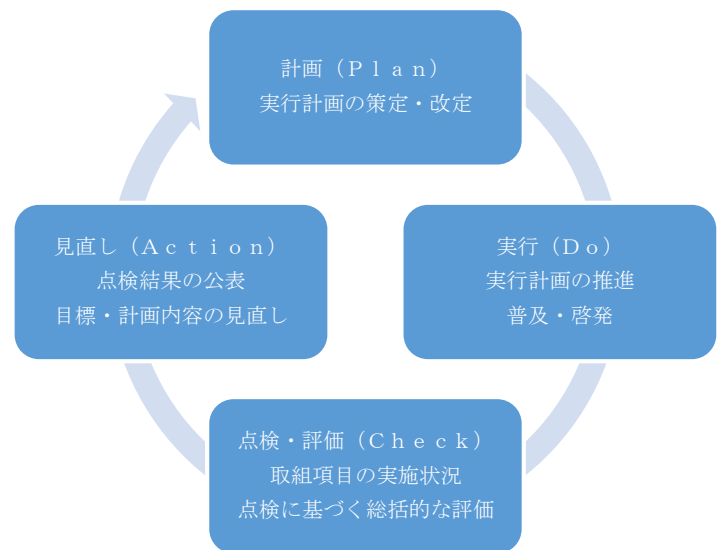 計画（Ｐｌａｎ）
実行計画の策定・改定
実行（Ｄｏ）
実行計画の推進
普及・啓発
点検・評価（Ｃｈｅｃｋ）
取組項目の実施状況
点検に基づく総括的な評価
見直し（Ａｃｔｉｏｎ）
点検結果の公表
目標・計画内容の見直し